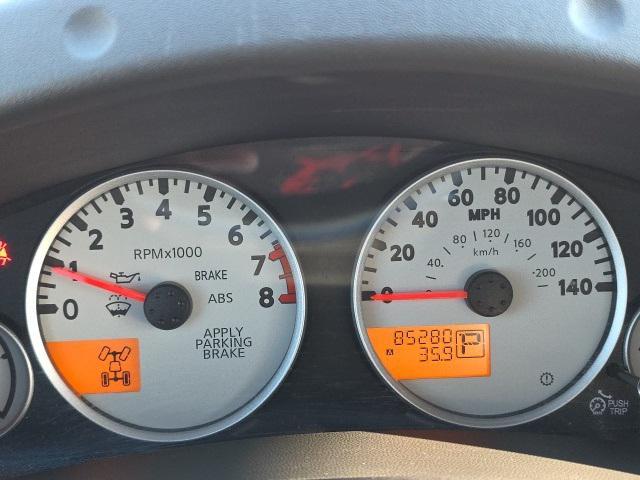 0 1 2 3 4 5 6 7 8
RPMx1000
BRAKE
ABS
APPLY
PARKING
BRAKE
0 20 40 60 80 100 120 140
MPH
40 80 120 160 200
km/h
85280
A 35.9 P
PUSH
TRIP